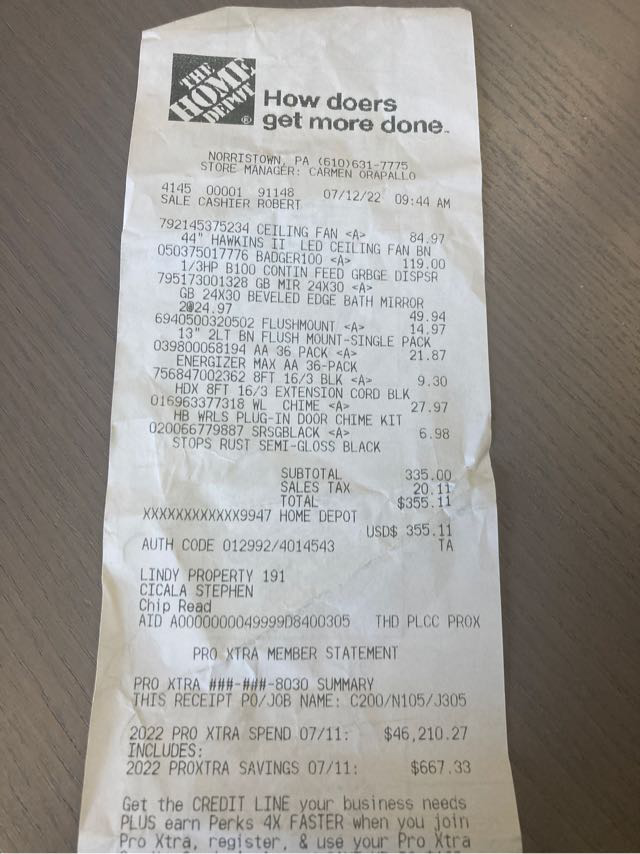 THE
HOME
DEPOT
®
How doers
get more done™
NORRISTOWN, PA (610)631-7775
STORE MANAGER: CARMEN ORAPALLO
4145 00001 91148 07/12/22 09:44 AM
SALE CASHIER ROBERT
792145375234 CEILING FAN <A> 84.97
44" HAWKINS II LED CEILING FAN BN
050375017776 BADGER100 <A> 119.00
1/3HP B100 CONTIN FEED GRBGE DISPSR
795173001328 GB MIR 24X30 <A>
GB 24X30 BEVELED EDGE BATH MIRROR
2@24.97 49.94
6940500320502 FLUSHMOUNT <A> 14.97
13" 2LT BN FLUSH MOUNT-SINGLE PACK
039800068194 AA 36 PACK <A> 21.87
ENERGIZER MAX AA 36-PACK
756847002362 8FT 16/3 BLK <A> 9.30
HDX 8FT 16/3 EXTENSION CORD BLK
016963377318 WL CHIME <A> 27.97
HB WRLS PLUG-IN DOOR CHIME KIT
020066779887 SRSGBLACK <A> 6.98
STOPS RUST SEMI-GLOSS BLACK
SUBTOTAL 335.00
SALES TAX 20.11
TOTAL $355.11
XXXXXXXXXXXX9947 HOME DEPOT
USD$ 355.11
AUTH CODE 012992/4014543 TA
LINDY PROPERTY 191
CICALA STEPHEN
Chip Read
AID A0000000049999D8400305 THD PLCC PROX
PRO XTRA MEMBER STATEMENT
PRO XTRA ###-###-8030 SUMMARY
THIS RECEIPT PO/JOB NAME: C200/N105/J305
2022 PRO XTRA SPEND 07/11: $46,210.27
INCLUDES:
2022 PROXTRA SAVINGS 07/11: $667.33
Get the CREDIT LINE your business needs
PLUS earn Perks 4X FASTER when you join
Pro Xtra, register, & use your Pro Xtra